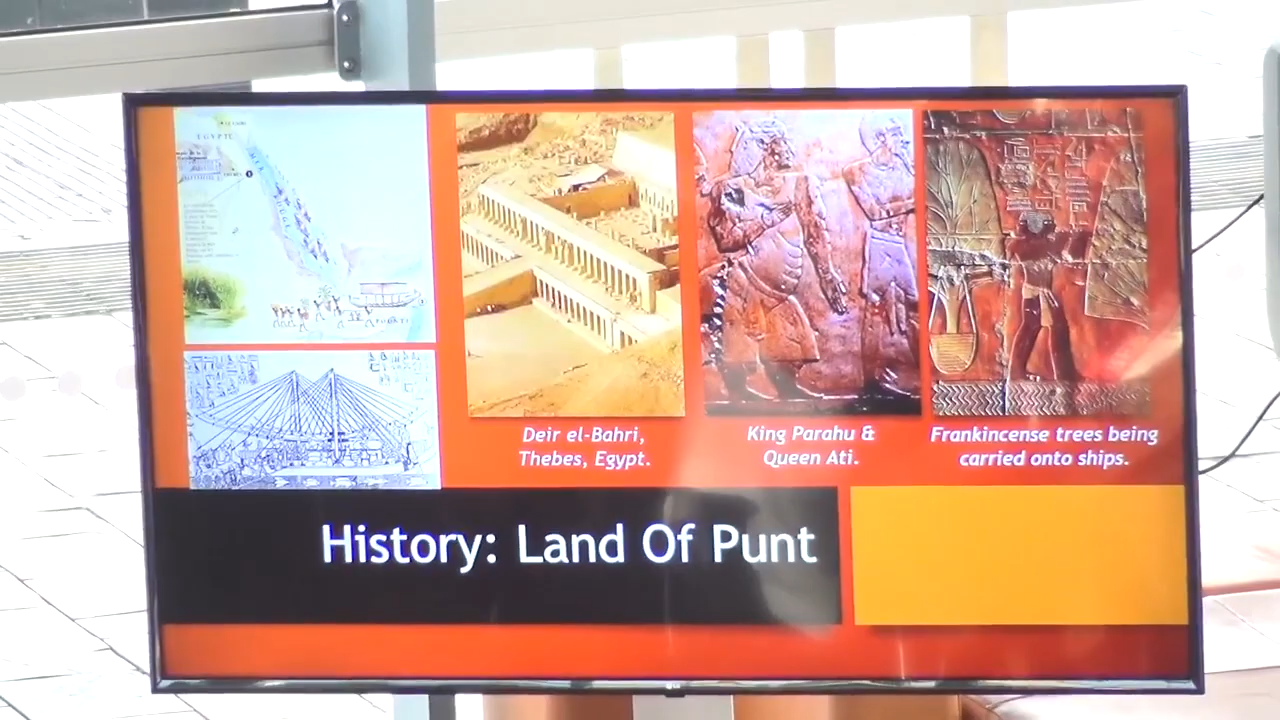 EGYPTE
Deir el-Bahri,
Thebes, Egypt.
King Parahu &
Queen Ati.
Frankincense trees being
carried onto ships.
History: Land Of Punt